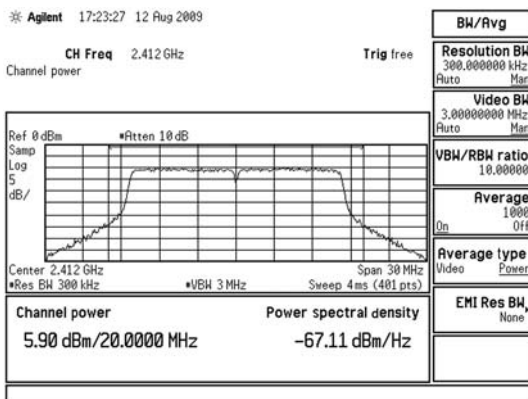 Agilent 17:23:27 12 Aug 2009
CH Freq 2.412 GHz Trig free
Channel power
Ref 0 dBm *Atten 10 dB
Samp
Log
5
dB/
Center 2.412 GHz Span 30 MHz
*Res BW 300 kHz *VBW 3 MHz Sweep 4 ms (401 pts)
Channel power Power spectral density
5.90 dBm/20.0000 MHz -67.11 dBm/Hz
BW/Avg
Resolution BW
300.000000 kHz
Auto Man
Video BW
3.00000000 MHz
Auto Man
VBW/RBW ratio
10.00000
Average
1000
On Off
Average type
Video Power
EMI Res BW
None